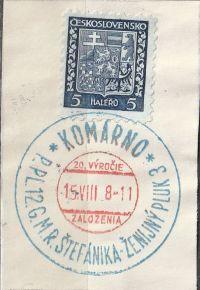 ČESKOSLOVENSKO
5 5
HALÉŘŮ
* KOMÁRNO *
20. VÝROČIE
15 VIII 8-11
ZALOŽENIA
P. PL. 12. G. M. R. ŠTEFÁNIKA-ŽENIJNÝ PLUK 3